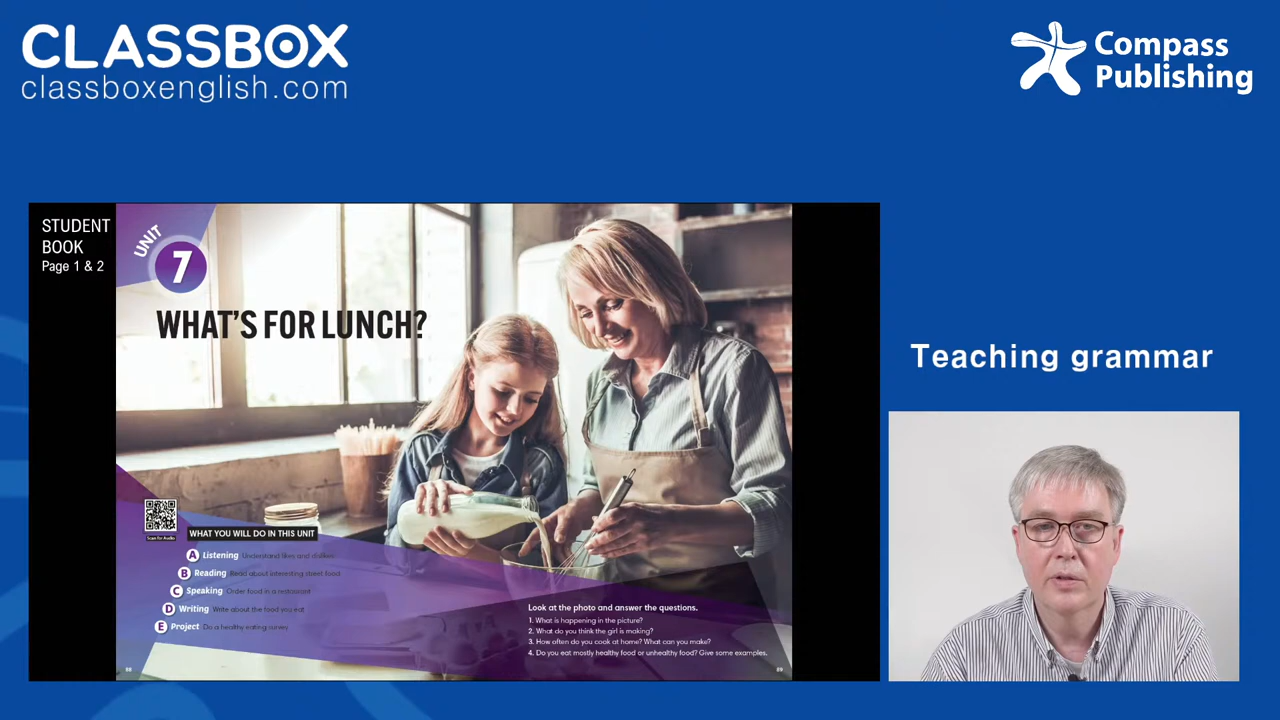 CLASSBOX
classboxenglish.com
Compass
Publishing
STUDENT
BOOK
Page 1 & 2
UNIT
7
WHAT'S FOR LUNCH?
Scan for Audio
WHAT YOU WILL DO IN THIS UNIT
A Listening Understand likes and dislikes
B Reading Read about interesting street food
C Speaking Order food in a restaurant
D Writing Write about the food you eat
E Project Do a healthy eating survey
Look at the photo and answer the questions.
1. What is happening in the picture?
2. What do you think the girl is making?
3. How often do you cook at home? What can you make?
4. Do you eat mostly healthy food or unhealthy food? Give some examples.
88
89
Teaching grammar